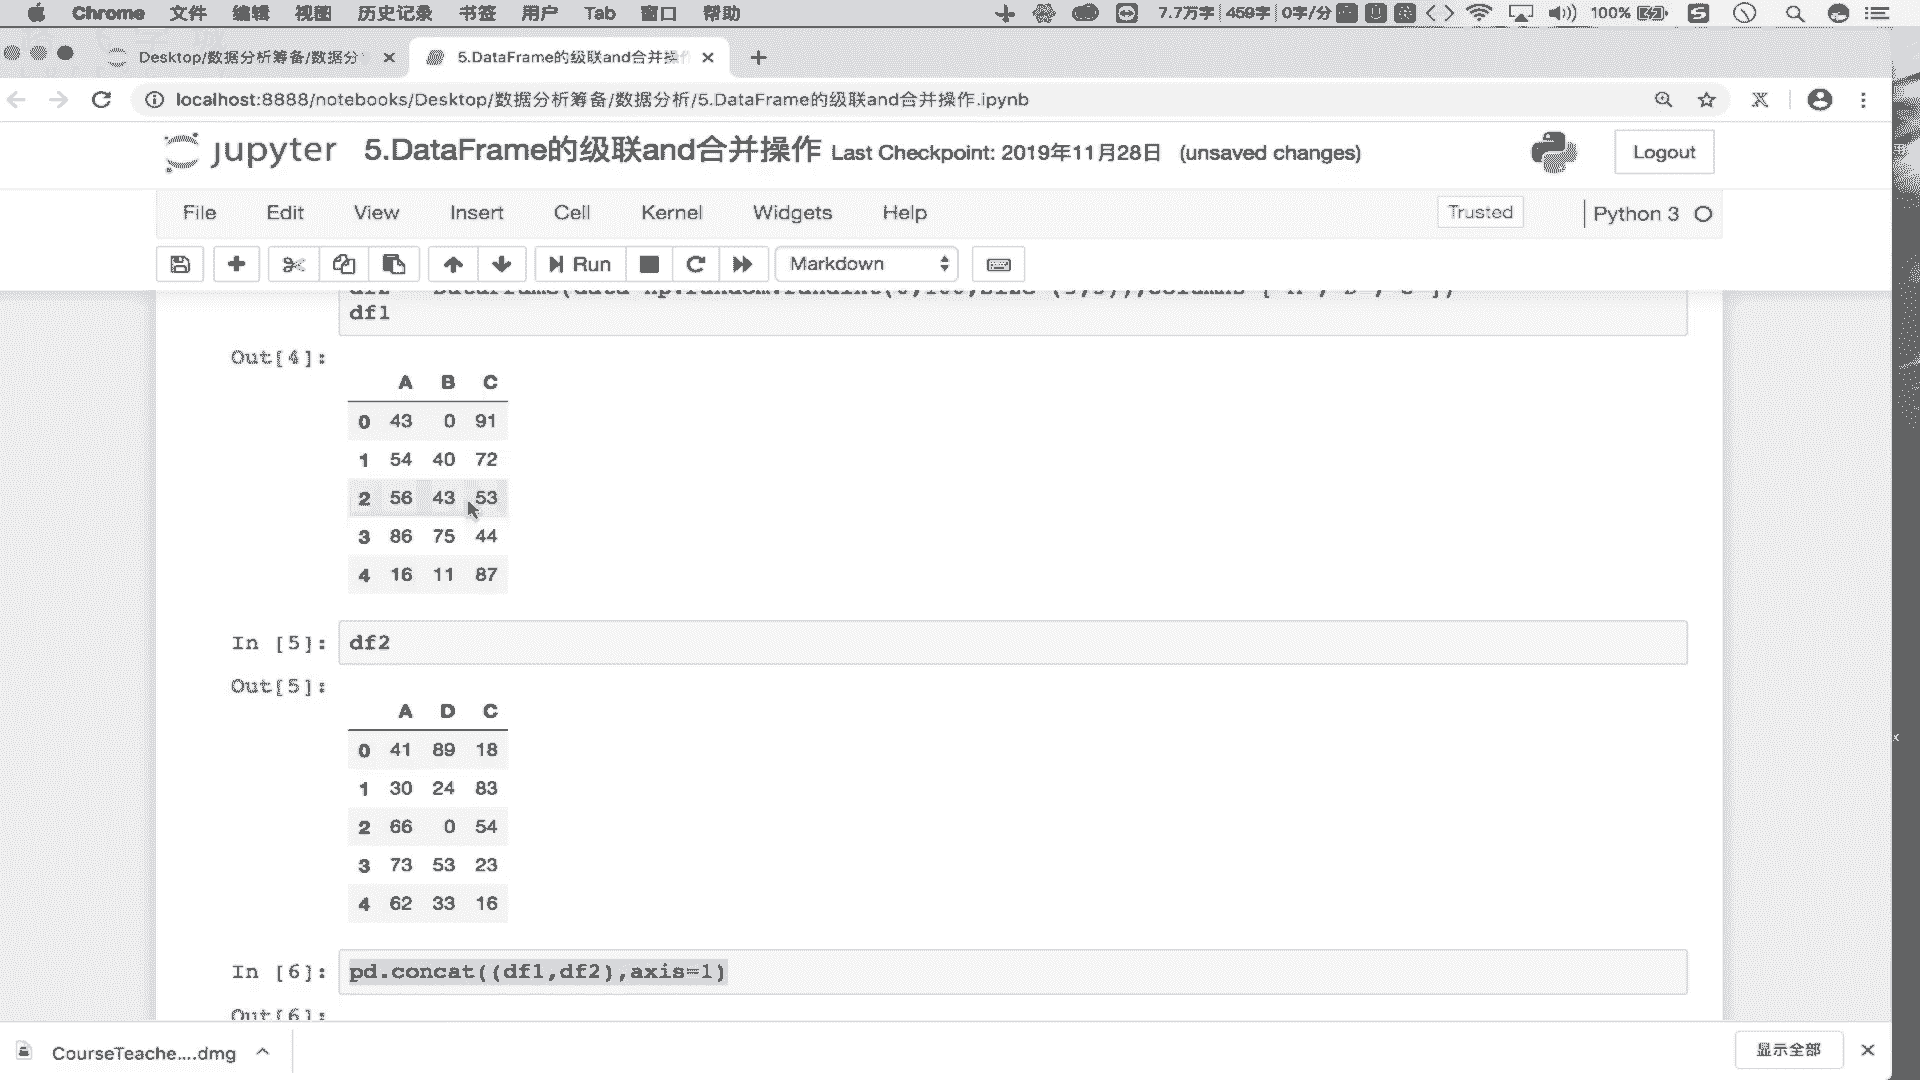 Chrome 文件 编辑 视图 历史记录 书签 用户 Tab 窗口 帮助 7.7万字 459字 0字/分 100%
Desktop/数据分析筹备/数据分 5.DataFrame的级联and合并操
localhost:8888/notebooks/Desktop/数据分析筹备/数据分析/5.DataFrame的级联and合并操作.ipynb
jupyter 5.DataFrame的级联and合并操作 Last Checkpoint: 2019年11月28日 (unsaved changes) Logout
File Edit View Insert Cell Kernel Widgets Help Trusted Python 3
Run Markdown
df1
Out[4]:
A B C
0 43 0 91
1 54 40 72
2 56 43 53
3 86 75 44
4 16 11 87
In [5]: df2
Out[5]:
A D C
0 41 89 18
1 30 24 83
2 66 0 54
3 73 53 23
4 62 33 16
In [6]: pd.concat((df1,df2),axis=1)
Out[6]:
CourseTeache....dmg 显示全部